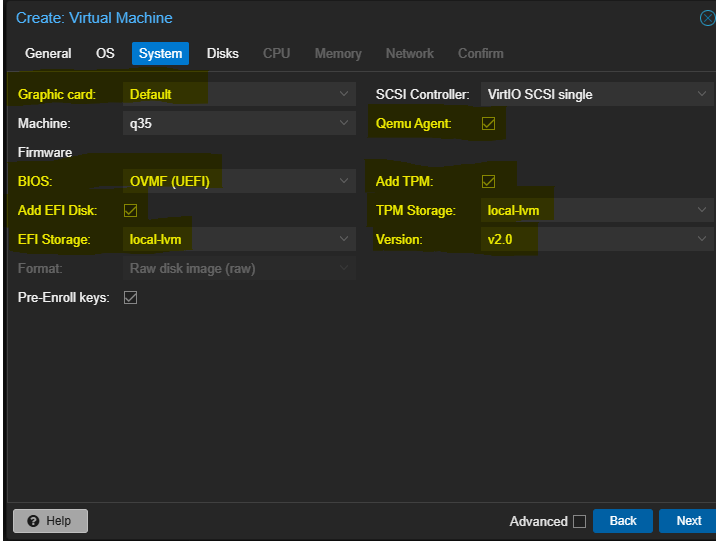 Create: Virtual Machine
General OS System Disks CPU Memory Network Confirm
Graphic card: Default SCSI Controller: VirtIO SCSI single
Machine: q35 Qemu Agent:
Firmware
BIOS: OVMF (UEFI) Add TPM:
Add EFI Disk: TPM Storage: local-lvm
EFI Storage: local-lvm Version: v2.0
Format: Raw disk image (raw)
Pre-Enroll keys:
? Help Advanced Back Next